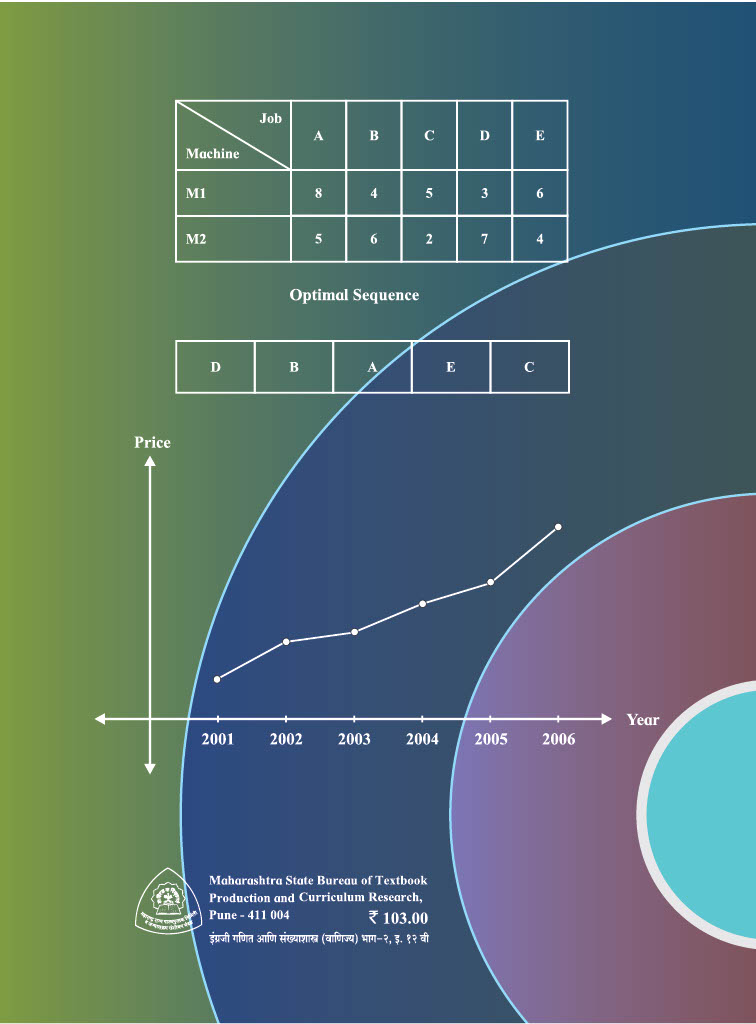 Job
Machine
A B C D E
M1 8 4 5 3 6
M2 5 6 2 7 4
Optimal Sequence
D B A E C
Price
Year
2001 2002 2003 2004 2005 2006
Maharashtra State Bureau of Textbook
Production and Curriculum Research,
Pune - 411 004 ₹ 103.00
इंग्रजी गणित आणि संख्याशास्त्र (वाणिज्य) भाग-२, इ. १२ वी